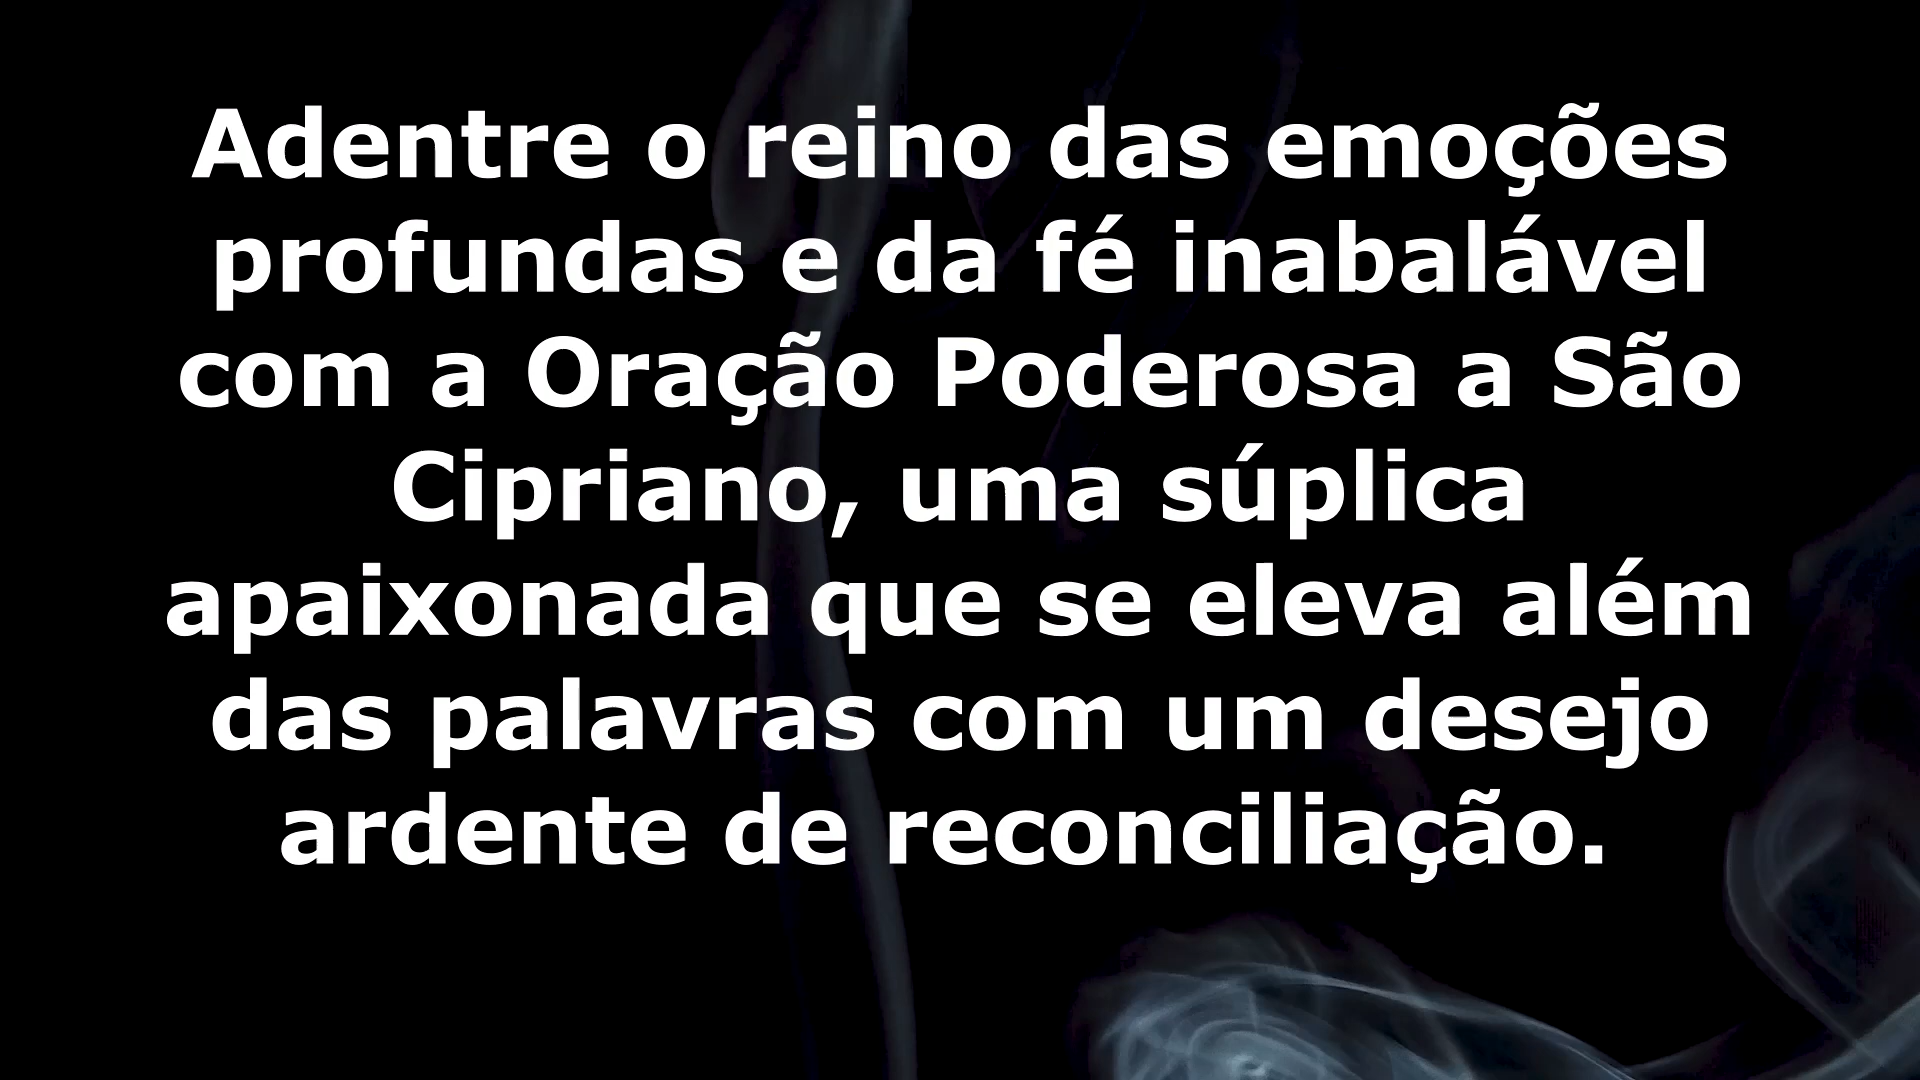 Adentre o reino das emoções
profundas e da fé inabalável
com a Oração Poderosa a São
Cipriano, uma súplica
apaixonada que se eleva além
das palavras com um desejo
ardente de reconciliação.